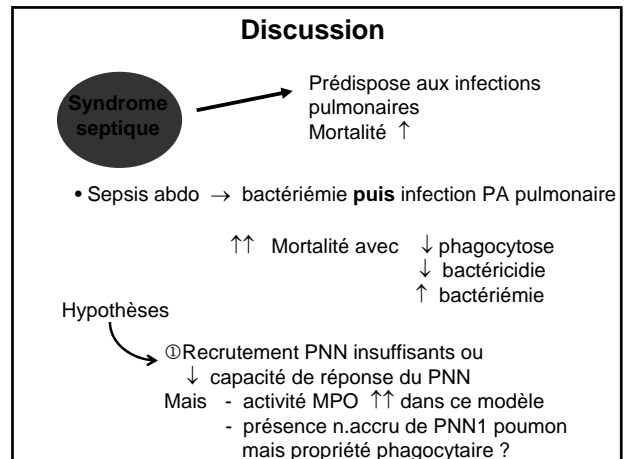 Discussion
Syndrome
septique
Prédispose aux infections
pulmonaires
Mortalité ↑
• Sepsis abdo → bactériémie puis infection PA pulmonaire
↑↑ Mortalité avec ↓ phagocytose
↓ bactéricidie
↑ bactériémie
Hypothèses
①Recrutement PNN insuffisants ou
↓ capacité de réponse du PNN
Mais - activité MPO ↑↑ dans ce modèle
- présence n.accru de PNN1 poumon
mais propriété phagocytaire ?